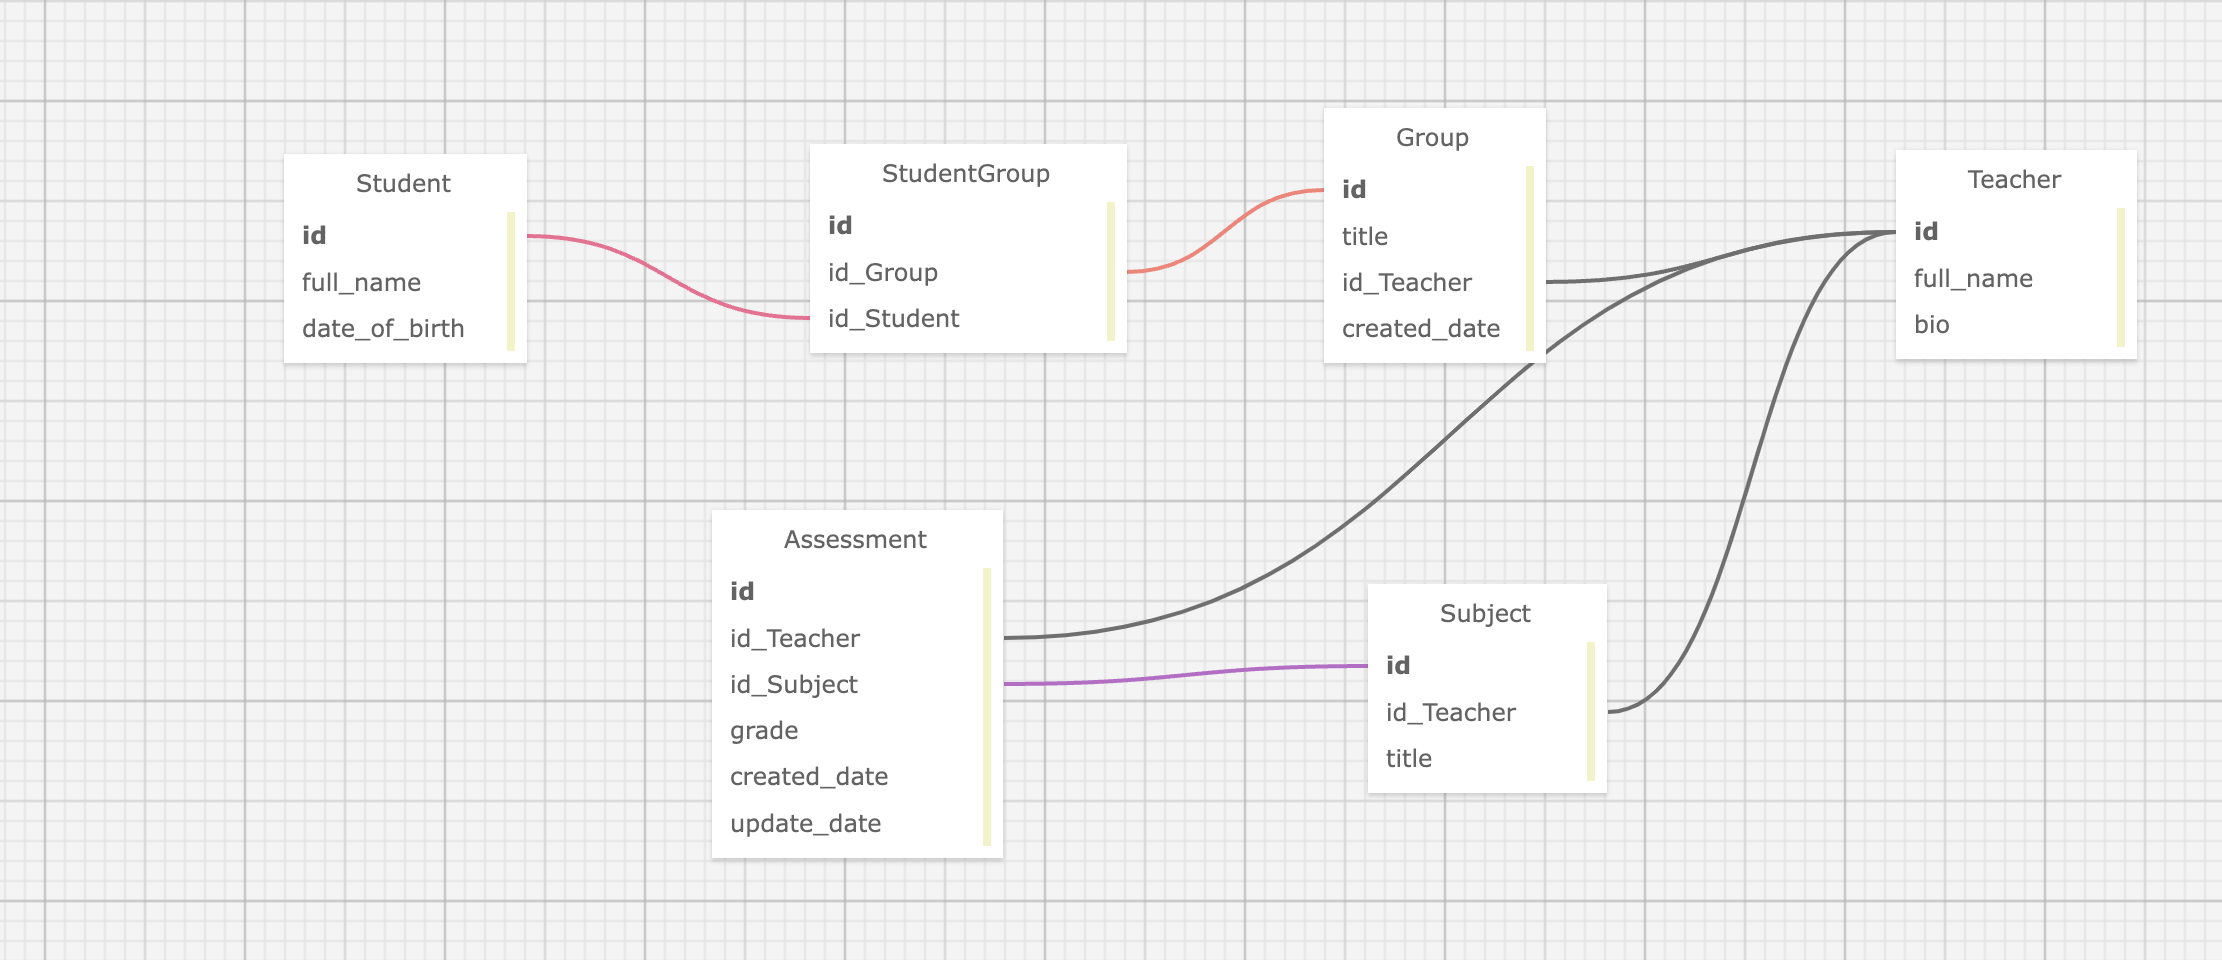 Student
id
full_name
date_of_birth
StudentGroup
id
id_Group
id_Student
Group
id
title
id_Teacher
created_date
Teacher
id
full_name
bio
Assessment
id
id_Teacher
id_Subject
grade
created_date
update_date
Subject
id
id_Teacher
title